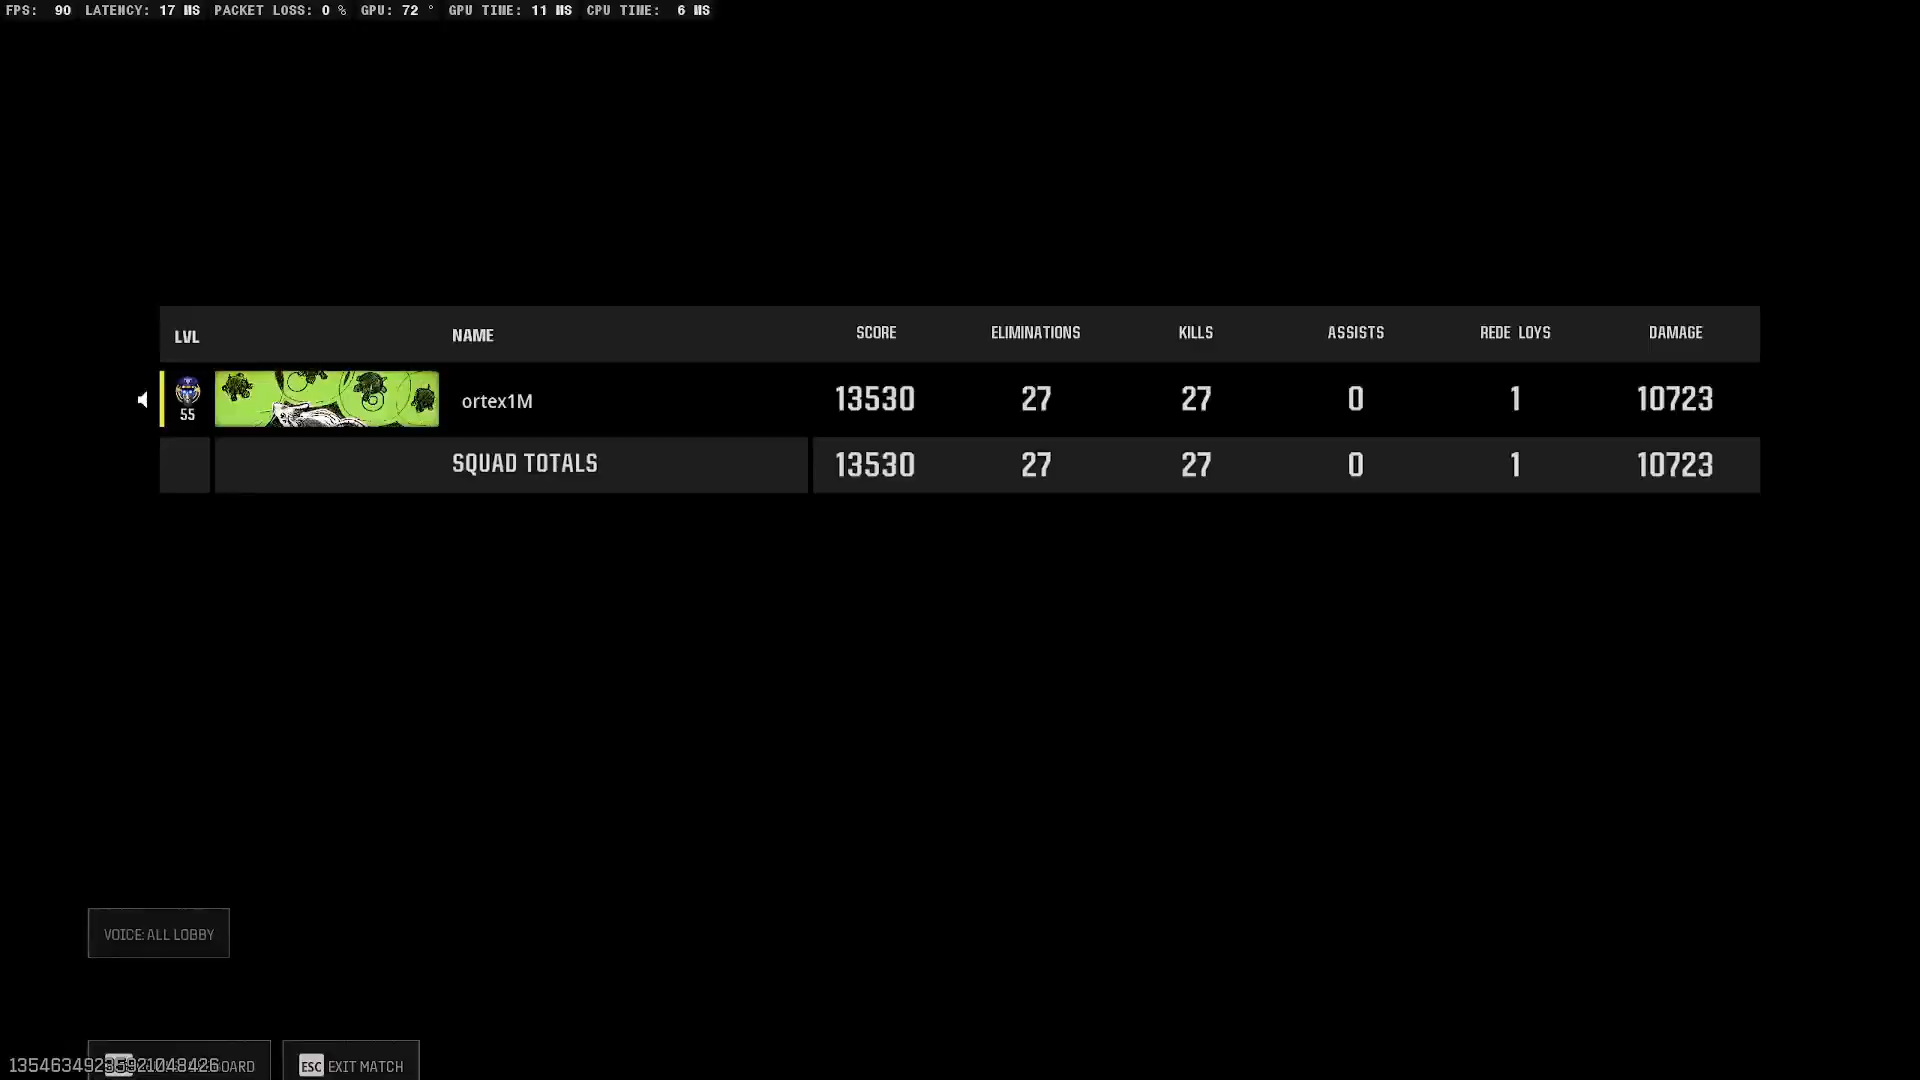 FPS: 90 LATENCY: 17 MS PACKET LOSS: 0 % GPU: 72 ° GPU TIME: 11 MS CPU TIME: 6 MS
LVL NAME SCORE ELIMINATIONS KILLS ASSISTS REDE LOYS DAMAGE
55 ortex1M 13530 27 27 0 1 10723
SQUAD TOTALS 13530 27 27 0 1 10723
VOICE: ALL LOBBY
ESC EXIT MATCH